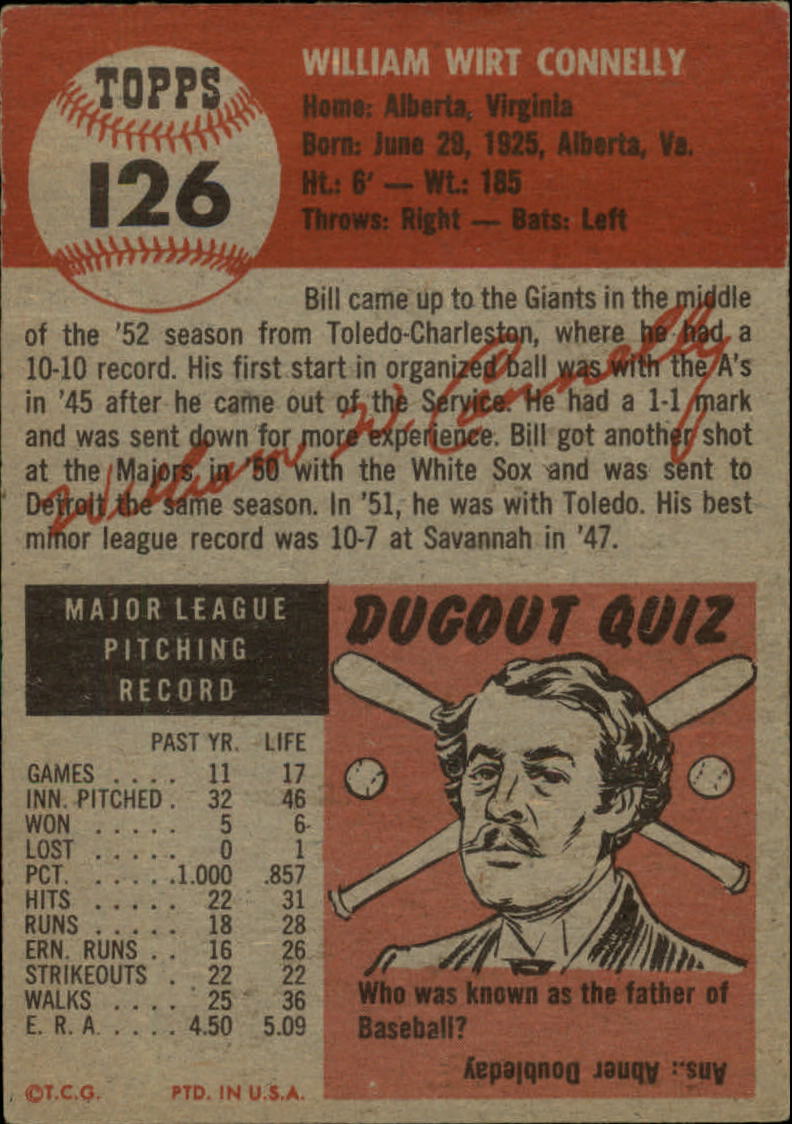 TOPPS
126
WILLIAM WIRT CONNELLY
Home: Alberta, Virginia
Born: June 29, 1925, Alberta, Va.
Ht.: 6' — Wt.: 185
Throws: Right — Bats: Left
Bill came up to the Giants in the middle
of the '52 season from Toledo-Charleston, where he had a
10-10 record. His first start in organized ball was with the A's
in '45 after he came out of the Service. He had a 1-1 mark
and was sent down for more experience. Bill got another shot
at the Majors in '50 with the White Sox and was sent to
Detroit the same season. In '51, he was with Toledo. His best
minor league record was 10-7 at Savannah in '47.
William W. Connelly
MAJOR LEAGUE
PITCHING
RECORD
PAST YR. LIFE
GAMES . . . . 11 17
INN. PITCHED . 32 46
WON . . . . . 5 6
LOST . . . . . 0 1
PCT. . . . . .1.000 .857
HITS . . . . . 22 31
RUNS . . . . . 18 28
ERN. RUNS . . 16 26
STRIKEOUTS . 22 22
WALKS . . . . 25 36
E. R. A. . . . . 4.50 5.09
©T.C.G. PTD. IN U.S.A.
DUGOUT QUIZ
Who was known as the father of
Baseball?
Ans.: Abner Doubleday